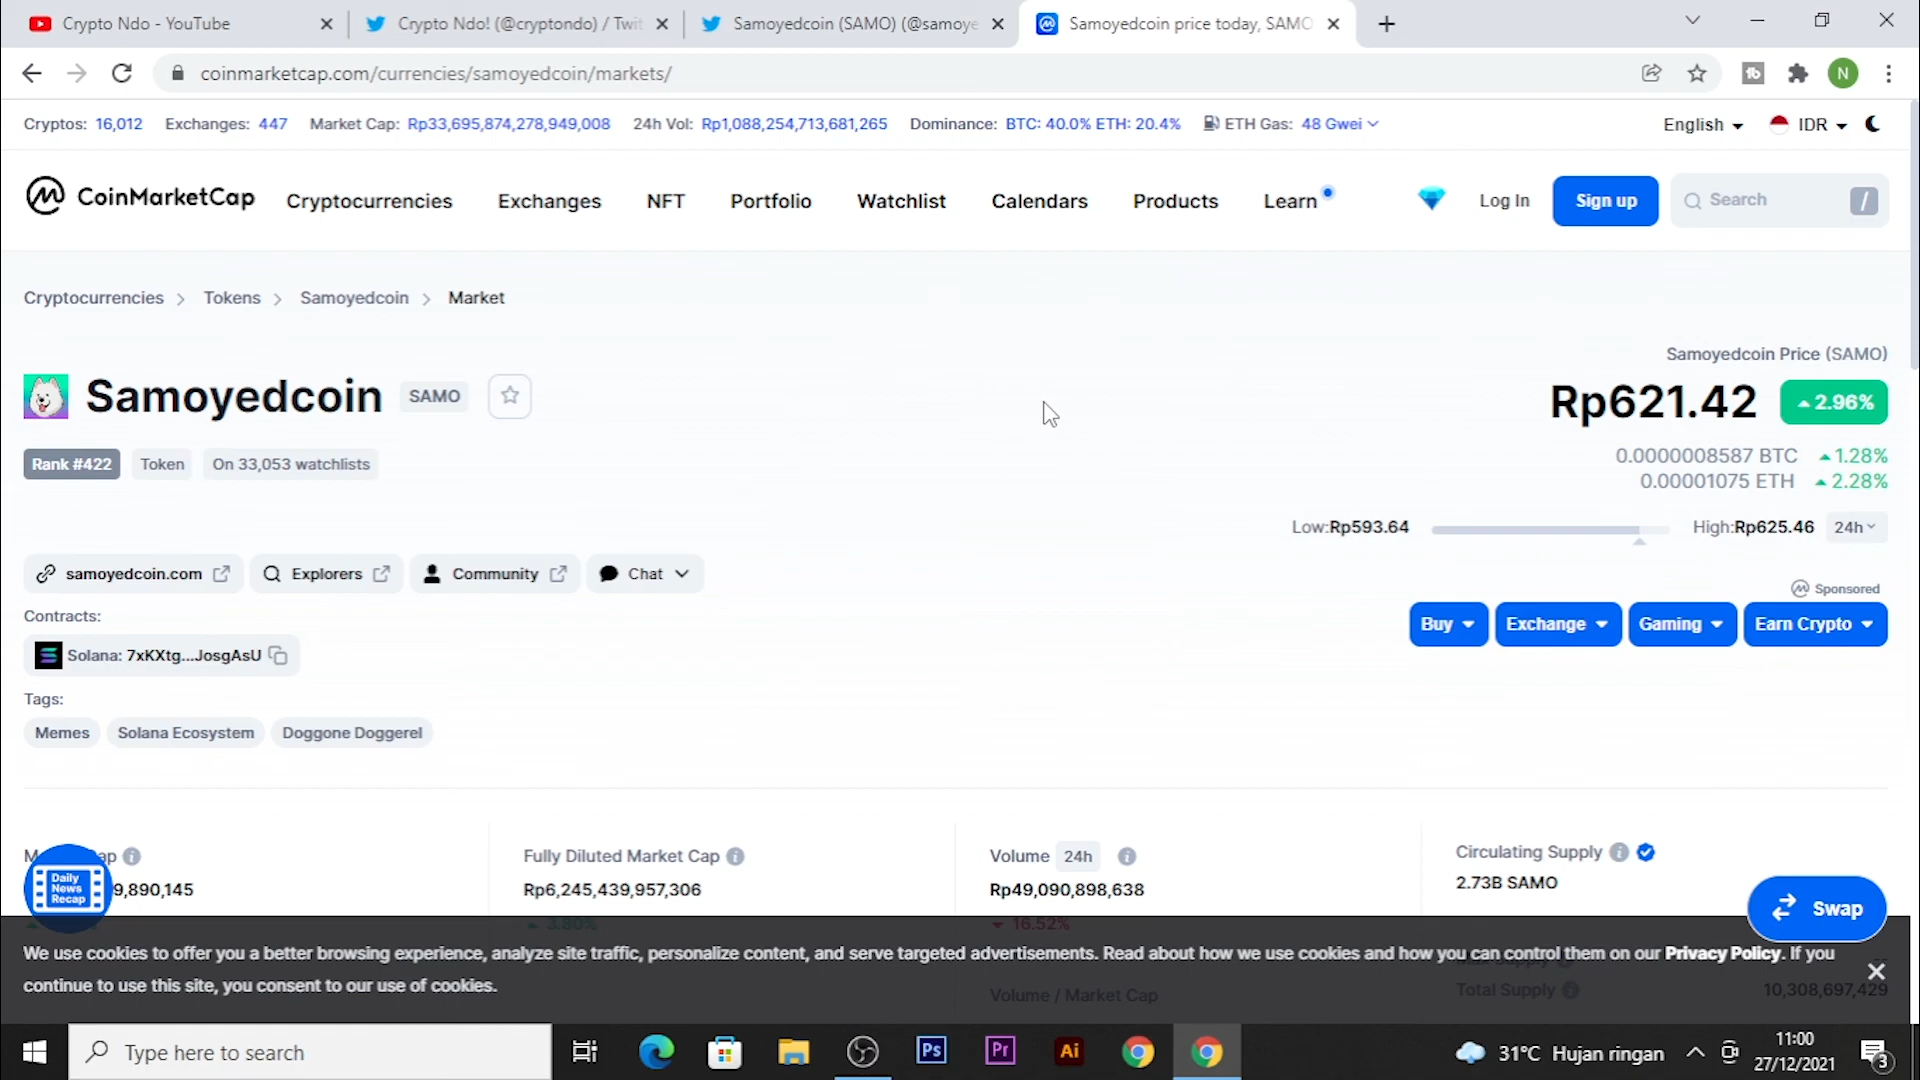 Crypto Ndo - YouTube
Crypto Ndo! (@cryptondo) / Twit
Samoyedcoin (SAMO) (@samoye
Samoyedcoin price today, SAMO
coinmarketcap.com/currencies/samoyedcoin/markets/
N
Cryptos: 16,012 Exchanges: 447 Market Cap: Rp33,695,874,278,949,008 24h Vol: Rp1,088,254,713,681,265 Dominance: BTC: 40.0% ETH: 20.4% ETH Gas: 48 Gwei
English IDR
CoinMarketCap
Cryptocurrencies Exchanges NFT Portfolio Watchlist Calendars Products Learn
Log In Sign up Search /
Cryptocurrencies > Tokens > Samoyedcoin > Market
Samoyedcoin Price (SAMO)
Samoyedcoin SAMO
Rp621.42 2.96%
Rank #422 Token On 33,053 watchlists
0.0000008587 BTC 1.28%
0.00001075 ETH 2.28%
Low:Rp593.64 High:Rp625.46 24h
samoyedcoin.com Explorers Community Chat
Sponsored
Contracts:
Buy Exchange Gaming Earn Crypto
Solana: 7xKXtg...JosgAsU
Tags:
Memes Solana Ecosystem Doggone Doggerel
M ap Fully Diluted Market Cap Volume 24h Circulating Supply
Daily
News
Recap
9,890,145 Rp6,245,439,957,306 Rp49,090,898,638 2.73B SAMO
3.80% 16.52%
Swap
We use cookies to offer you a better browsing experience, analyze site traffic, personalize content, and serve targeted advertisements. Read about how we use cookies and how you can control them on our Privacy Policy. If you
continue to use this site, you consent to our use of cookies.
Volume / Market Cap
Total Supply 10,308,697,429
Type here to search
Ps
Pr
Ai
31°C Hujan ringan
11:00
27/12/2021
3